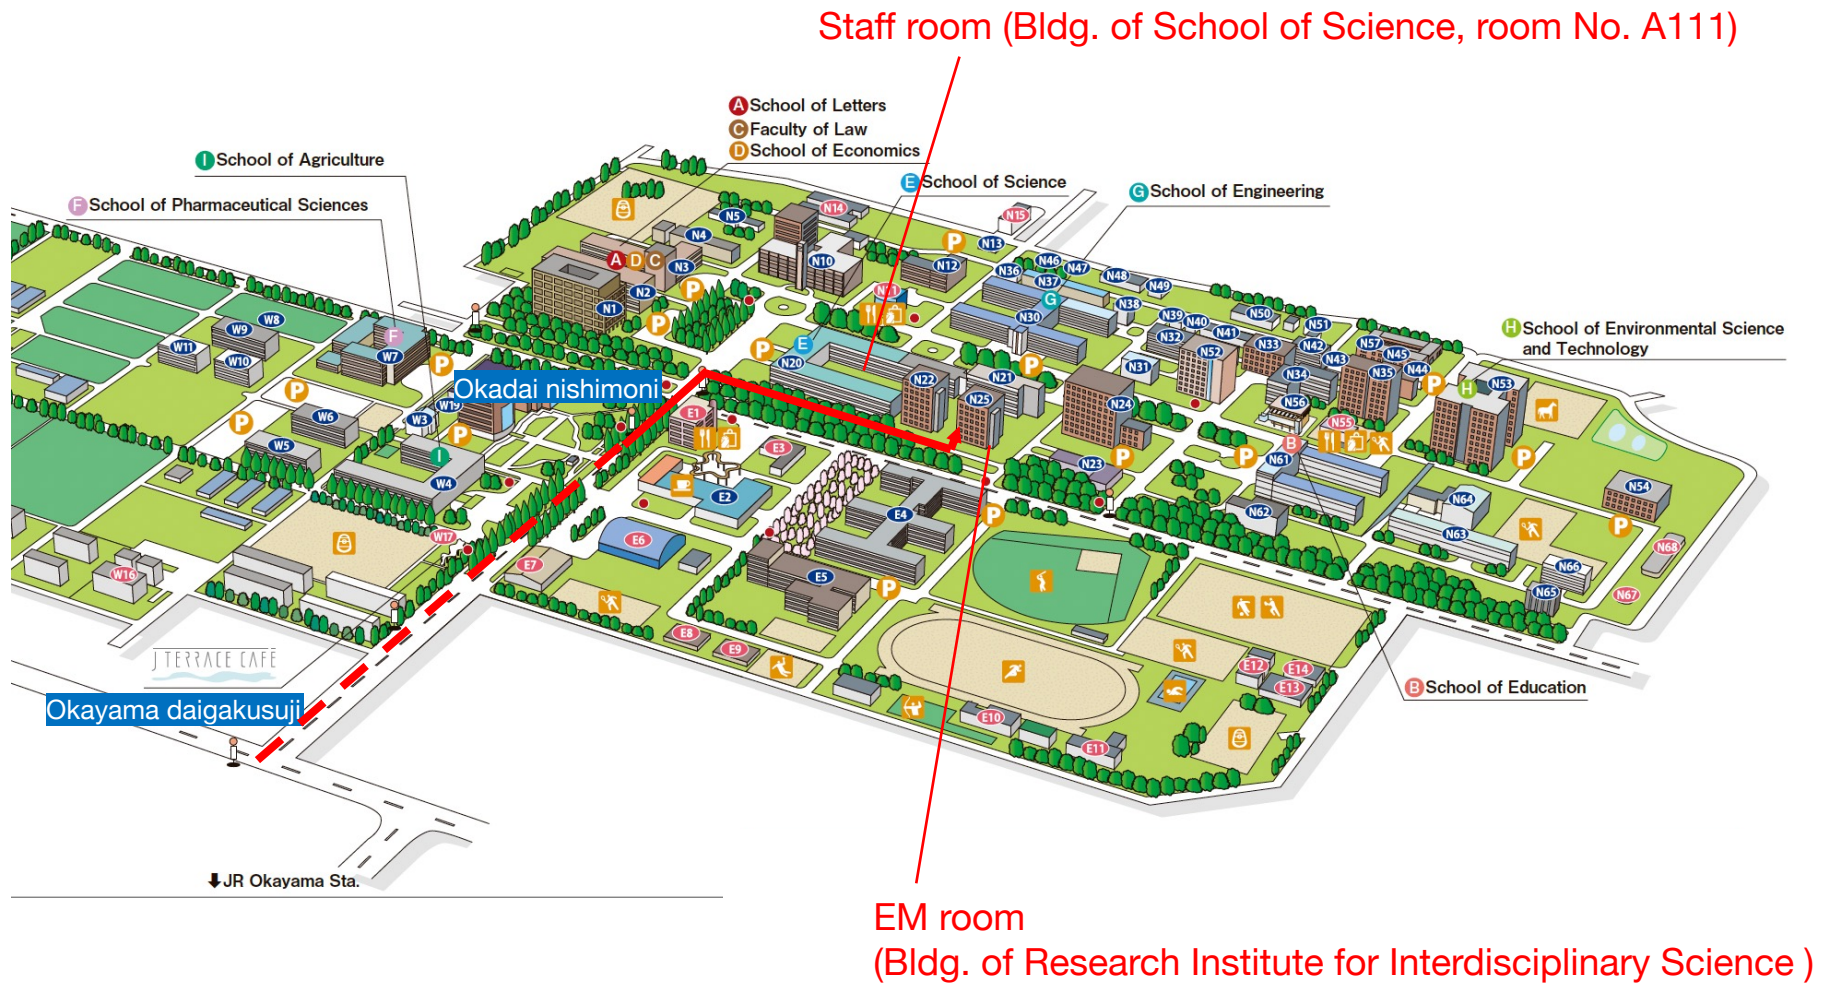 Staff room (Bldg. of School of Science, room No. A111)
A School of Letters
C Faculty of Law
D School of Economics
I School of Agriculture
E School of Science
G School of Engineering
F School of Pharmaceutical Sciences
N5
N14
N15
N4
N13
P
A D C
N3
N10
N12
N46
N47
N36
N48
N37
N49
N2
P
N11
G
N38
N1
P
N30
N39
N40
N50
N51
W8
W9
F
W7
W11
W10
P
P
E
N20
N32
N41
N42
N52
N33
N57
N45
N43
N44
N35
H School of Environmental Science
and Technology
P
N31
N34
P
H
N53
Okadai nishimoni
N22
N21
N25
N24
N56
N55
P
W6
W19
W3
P
E1
P
W5
I
W4
E3
E2
N23
P
P
B
N61
P
N54
P
N64
N62
N63
E4
P
W17
E6
E7
W16
E5
P
N68
N66
N65
N67
J TERRACE CAFÉ
E8
E9
E12
E14
E13
B School of Education
Okayama daigakusuji
E10
E11
JR Okayama Sta.
EM room
(Bldg. of Research Institute for Interdisciplinary Science )